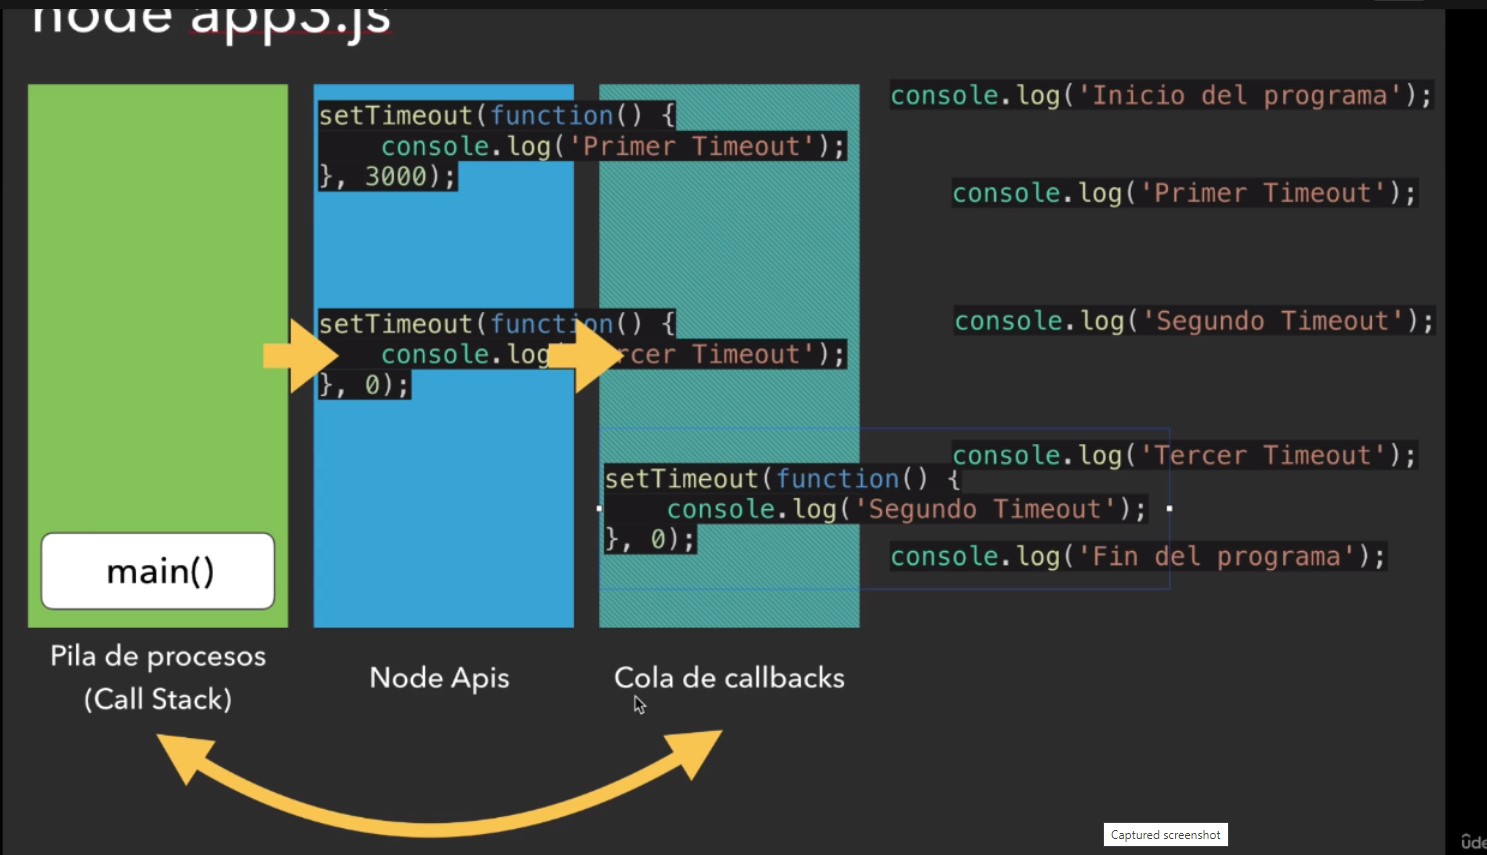 node app3.js
setTimeout(function() {
console.log('Primer Timeout');
}, 3000);
setTimeout(function() {
console.log( rcer Timeout');
}, 0);
setTimeout(function() {
console.log('Segundo Timeout');
}, 0);
console.log('Inicio del programa');
console.log('Primer Timeout');
console.log('Segundo Timeout');
console.log('Tercer Timeout');
console.log('Fin del programa');
main()
Pila de procesos
(Call Stack)
Node Apis
Cola de callbacks
Captured screenshot